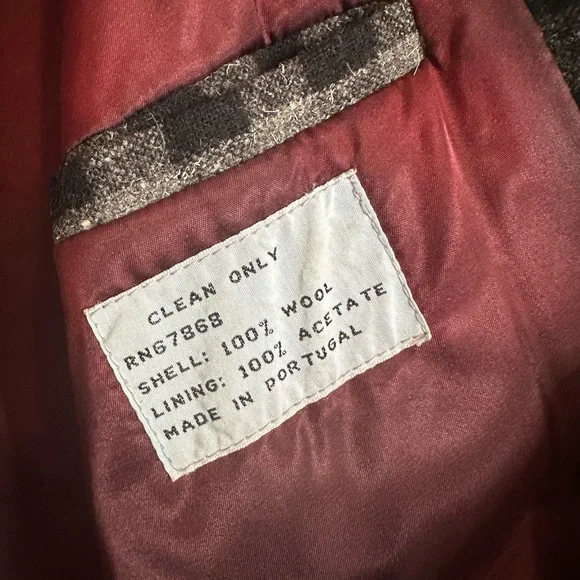 CLEAN ONLY
RN67868
SHELL: 100% WOOL
LINING: 100% ACETATE
MADE IN PORTUGAL